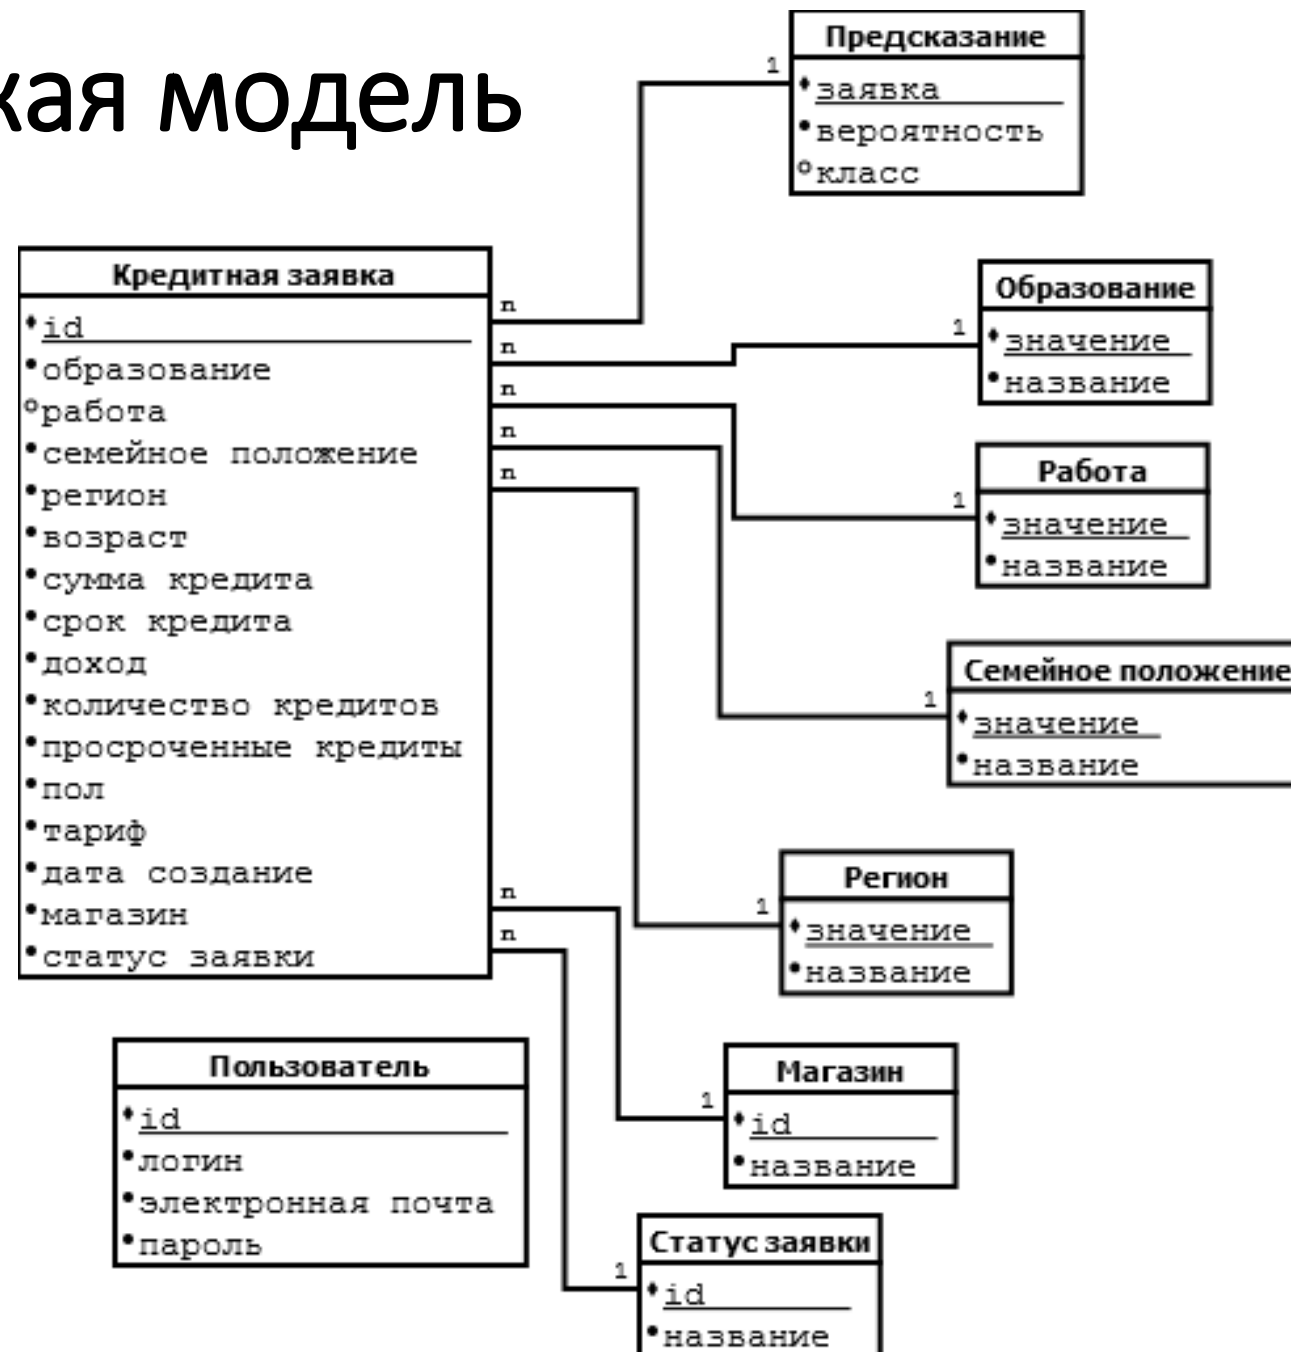 кая модель
Предсказание
заявка
вероятность
класс
Кредитная заявка
id
образование
работа
семейное положение
регион
возраст
сумма кредита
срок кредита
доход
количество кредитов
просроченные кредиты
пол
тариф
дата создание
магазин
статус заявки
n
n
n
n
n
n
n
1
1
1
1
1
1
1
Образование
значение
название
Работа
значение
название
Семейное положение
значение
название
Регион
значение
название
Магазин
id
название
Статус заявки
id
название
Пользователь
id
логин
электронная почта
пароль